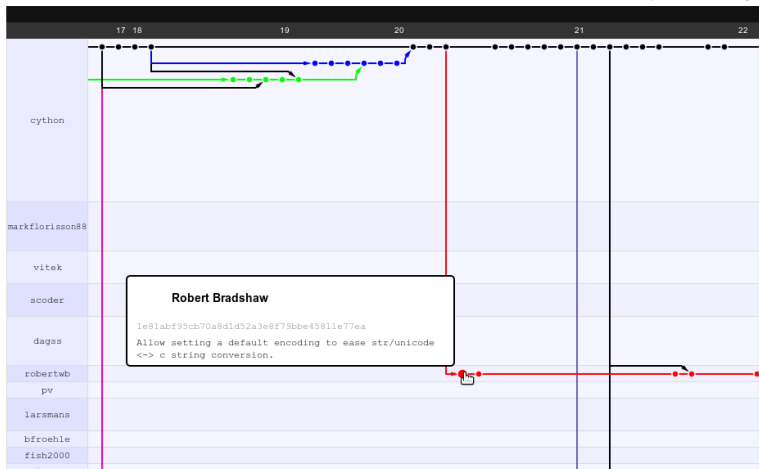 17 18 19 20 21 22
cython
markflorisson88
vitek
scoder
Robert Bradshaw
1e81abf95cb70a8d1d52a3e8f79bbe45811e77ea
Allow setting a default encoding to ease str/unicode
<-> c string conversion.
dagss
robertwb
pv
larsmans
bfroehle
fish2000